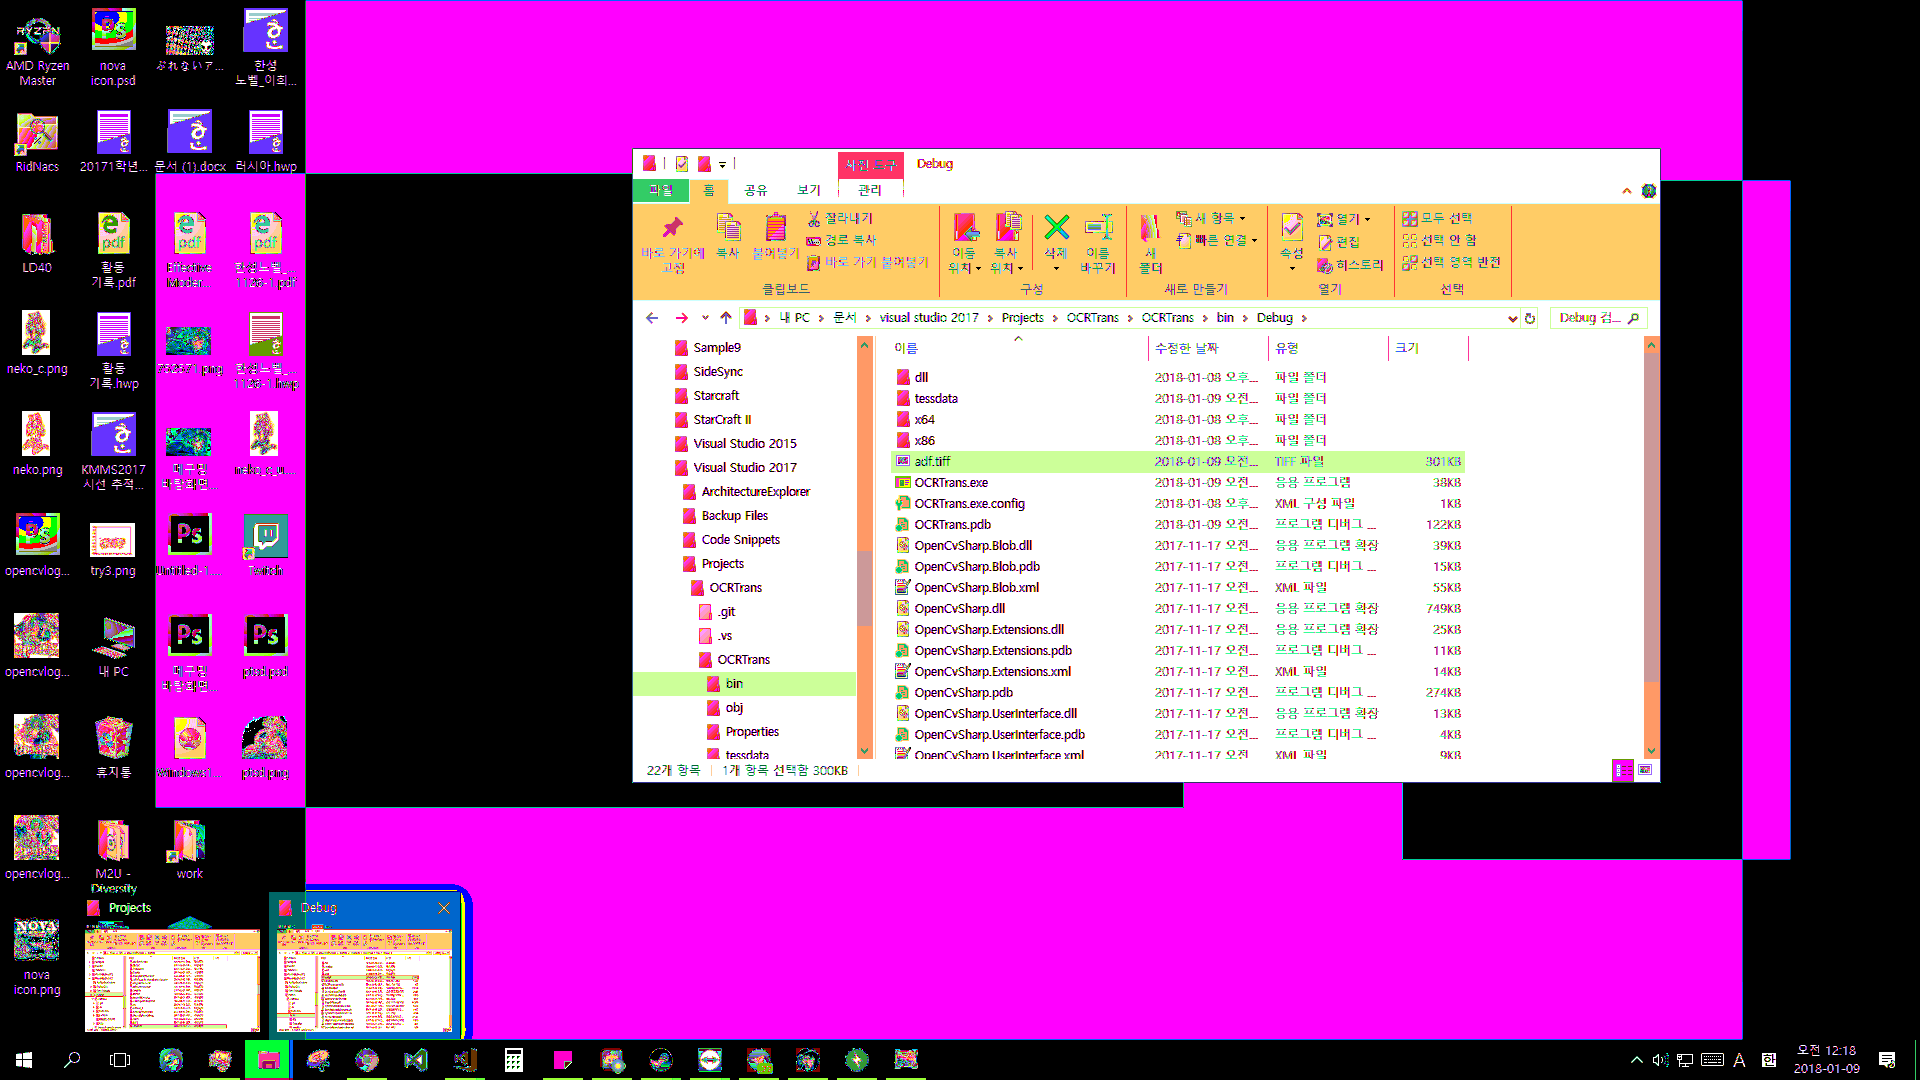 AMD Ryzen
Master
nova
icon.psd
ぷれないア...
한성
노벨_이희...
RidNacs
20171학년...
문서 (1).docx
러시아.hwp
LD40
활동
기록.pdf
Effective
Moder...
한성노벨_
1126-1.pdf
neko_c.png
활동
기록.hwp
732371.png
한성노벨_...
1126-1.hwp
neko.png
KMMS2017
시선 추적...
메구밍
바탕화면...
neko_c_u...
opencvlog...
try3.png
Untitled-1...
Twitch
opencvlog...
내 PC
메구밍
바탕화면...
ptsd.psd
opencvlog...
휴지통
Windows1...
ptsd.png
opencvlog...
M2U -
Diversity
work
nova
icon.png
Projects
Debug
사진 도구
Debug
파일
홈
공유
보기
관리
바로 가기에
고정
복사
붙여넣기
잘라내기
경로 복사
바로 가기 붙여넣기
클립보드
이동
위치
복사
위치
삭제
이름
바꾸기
구성
새
폴더
새 항목
빠른 연결
새로 만들기
속성
열기
편집
히스토리
열기
모두 선택
선택 안 함
선택 영역 반전
선택
내 PC > 문서 > visual studio 2017 > Projects > OCRTrans > OCRTrans > bin > Debug >
Debug 검...
Sample9
SideSync
Starcraft
StarCraft II
Visual Studio 2015
Visual Studio 2017
ArchitectureExplorer
Backup Files
Code Snippets
Projects
OCRTrans
.git
.vs
OCRTrans
bin
obj
Properties
tessdata
이름 수정한 날짜 유형 크기
dll 2018-01-08 오후... 파일 폴더
tessdata 2018-01-09 오전... 파일 폴더
x64 2018-01-08 오후... 파일 폴더
x86 2018-01-08 오후... 파일 폴더
adf.tiff 2018-01-09 오전... TIFF 파일 301KB
OCRTrans.exe 2018-01-09 오전... 응용 프로그램 38KB
OCRTrans.exe.config 2018-01-08 오후... XML 구성 파일 1KB
OCRTrans.pdb 2018-01-09 오전... 프로그램 디버그 ... 122KB
OpenCvSharp.Blob.dll 2017-11-17 오전... 응용 프로그램 확장 39KB
OpenCvSharp.Blob.pdb 2017-11-17 오전... 프로그램 디버그 ... 15KB
OpenCvSharp.Blob.xml 2017-11-17 오전... XML 파일 55KB
OpenCvSharp.dll 2017-11-17 오전... 응용 프로그램 확장 749KB
OpenCvSharp.Extensions.dll 2017-11-17 오전... 응용 프로그램 확장 25KB
OpenCvSharp.Extensions.pdb 2017-11-17 오전... 프로그램 디버그 ... 11KB
OpenCvSharp.Extensions.xml 2017-11-17 오전... XML 파일 14KB
OpenCvSharp.pdb 2017-11-17 오전... 프로그램 디버그 ... 274KB
OpenCvSharp.UserInterface.dll 2017-11-17 오전... 응용 프로그램 확장 13KB
OpenCvSharp.UserInterface.pdb 2017-11-17 오전... 프로그램 디버그 ... 4KB
OpenCvSharp.UserInterface.xml 2017-11-17 오전... XML 파일 9KB
22개 항목 1개 항목 선택함 300KB
A
한
오전 12:18
2018-01-09